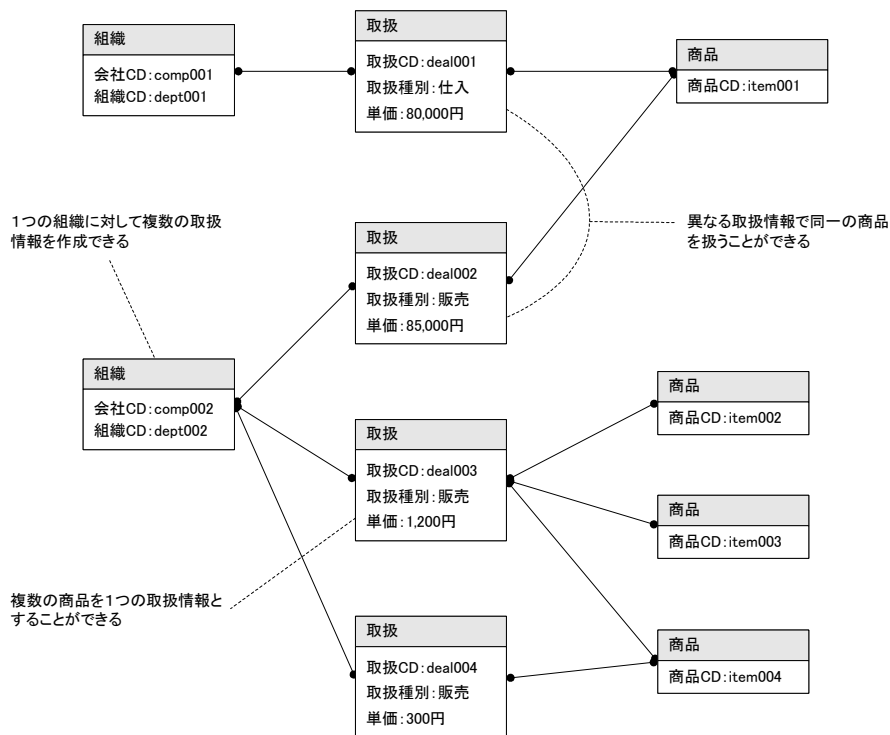 組織
会社CD:comp001
組織CD:dept001
取扱
取扱CD:deal001
取扱種別:仕入
単価:80,000円
商品
商品CD:item001
1つの組織に対して複数の取扱
情報を作成できる
取扱
取扱CD:deal002
取扱種別:販売
単価:85,000円
異なる取扱情報で同一の商品
を扱うことができる
組織
会社CD:comp002
組織CD:dept002
商品
商品CD:item002
取扱
取扱CD:deal003
取扱種別:販売
単価:1,200円
商品
商品CD:item003
複数の商品を1つの取扱情報と
することができる
取扱
取扱CD:deal004
取扱種別:販売
単価:300円
商品
商品CD:item004